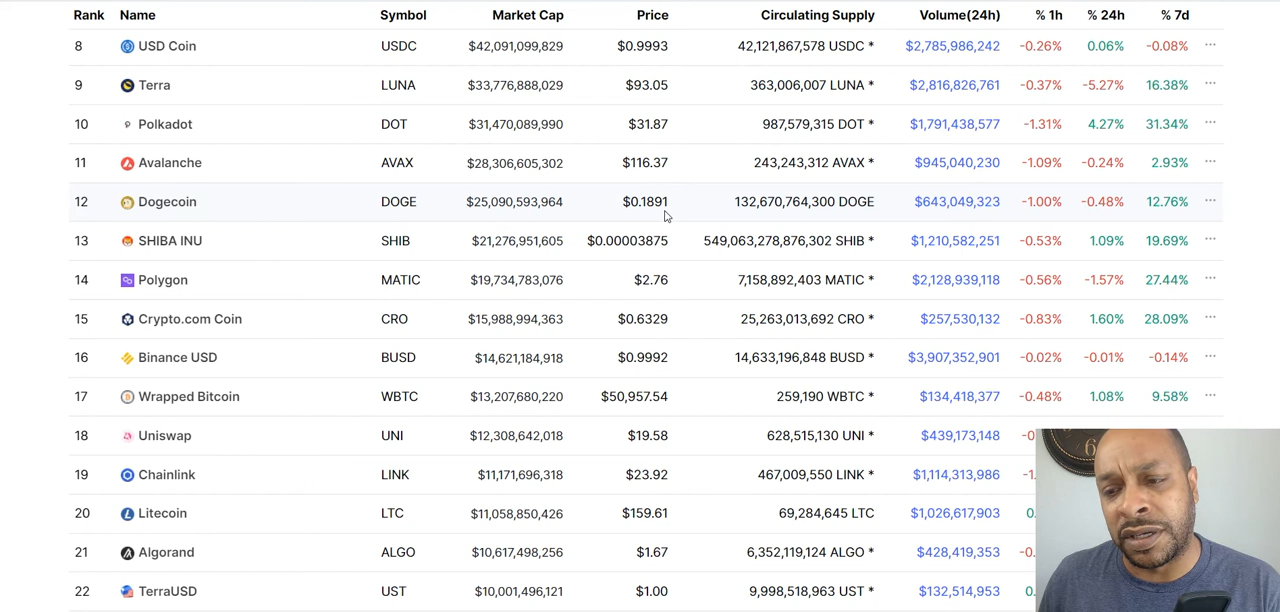 Rank Name Symbol Market Cap Price Circulating Supply Volume(24h) % 1h % 24h % 7d
8 USD Coin USDC $42,091,099,829 $0.9993 42,121,867,578 USDC * $2,785,986,242 -0.26% 0.06% -0.08% ...
9 Terra LUNA $33,776,888,029 $93.05 363,006,007 LUNA * $2,816,826,761 -0.37% -5.27% 16.38% ...
10 Polkadot DOT $31,470,089,990 $31.87 987,579,315 DOT * $1,791,438,577 -1.31% 4.27% 31.34% ...
11 Avalanche AVAX $28,306,605,302 $116.37 243,243,312 AVAX * $945,040,230 -1.09% -0.24% 2.93% ...
12 Dogecoin DOGE $25,090,593,964 $0.1891 132,670,764,300 DOGE $643,049,323 -1.00% -0.48% 12.76% ...
13 SHIBA INU SHIB $21,276,951,605 $0.00003875 549,063,278,876,302 SHIB * $1,210,582,251 -0.53% 1.09% 19.69% ...
14 Polygon MATIC $19,734,783,076 $2.76 7,158,892,403 MATIC * $2,128,939,118 -0.56% -1.57% 27.44% ...
15 Crypto.com Coin CRO $15,988,994,363 $0.6329 25,263,013,692 CRO * $257,530,132 -0.83% 1.60% 28.09% ...
16 Binance USD BUSD $14,621,184,918 $0.9992 14,633,196,848 BUSD * $3,907,352,901 -0.02% -0.01% -0.14% ...
17 Wrapped Bitcoin WBTC $13,207,680,220 $50,957.54 259,190 WBTC * $134,418,377 -0.48% 1.08% 9.58% ...
18 Uniswap UNI $12,308,642,018 $19.58 628,515,130 UNI * $439,173,148
19 Chainlink LINK $11,171,696,318 $23.92 467,009,550 LINK * $1,114,313,986
20 Litecoin LTC $11,058,850,426 $159.61 69,284,645 LTC $1,026,617,903
21 Algorand ALGO $10,617,498,256 $1.67 6,352,119,124 ALGO * $428,419,353
22 TerraUSD UST $10,001,496,121 $1.00 9,998,518,963 UST * $132,514,953